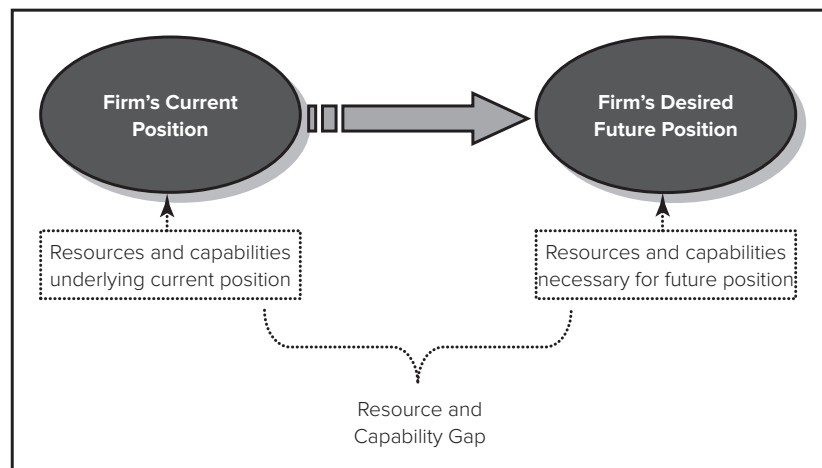 Firm's Current
Position
Firm's Desired
Future Position
Resources and capabilities
underlying current position
Resources and capabilities
necessary for future position
Resource and
Capability Gap